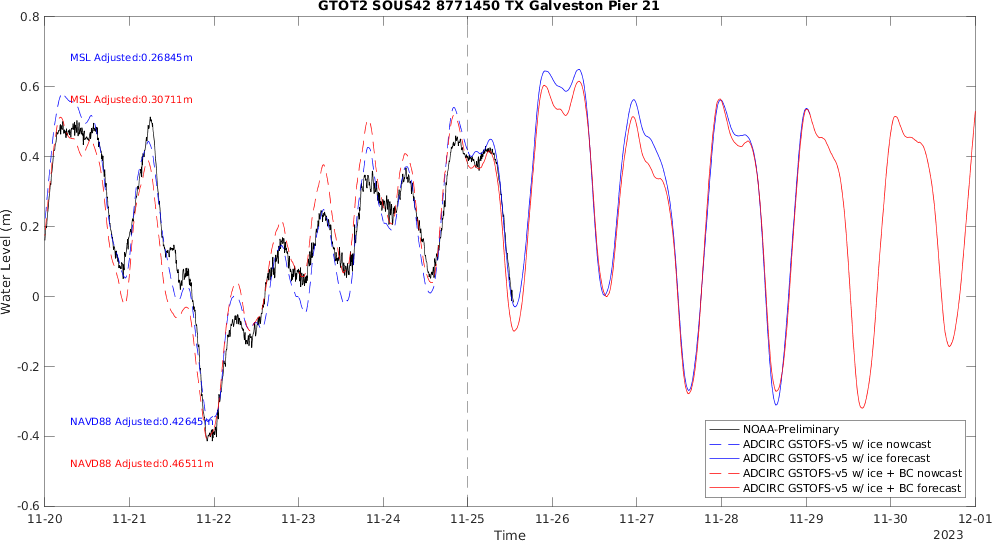 GTOT2 SOUS42 8771450 TX Galveston Pier 21
0.8
0.6
0.4
0.2
0
-0.2
-0.4
-0.6
Water Level (m)
MSL Adjusted:0.26845m
MSL Adjusted:0.30711m
NAVD88 Adjusted:0.42645m
NAVD88 Adjusted:0.46511m
NOAA-Preliminary
ADCIRC GSTOFS-v5 w/ ice nowcast
ADCIRC GSTOFS-v5 w/ ice forecast
ADCIRC GSTOFS-v5 w/ ice + BC nowcast
ADCIRC GSTOFS-v5 w/ ice + BC forecast
11-20 11-21 11-22 11-23 11-24 11-25 11-26 11-27 11-28 11-29 11-30 12-01
Time
2023